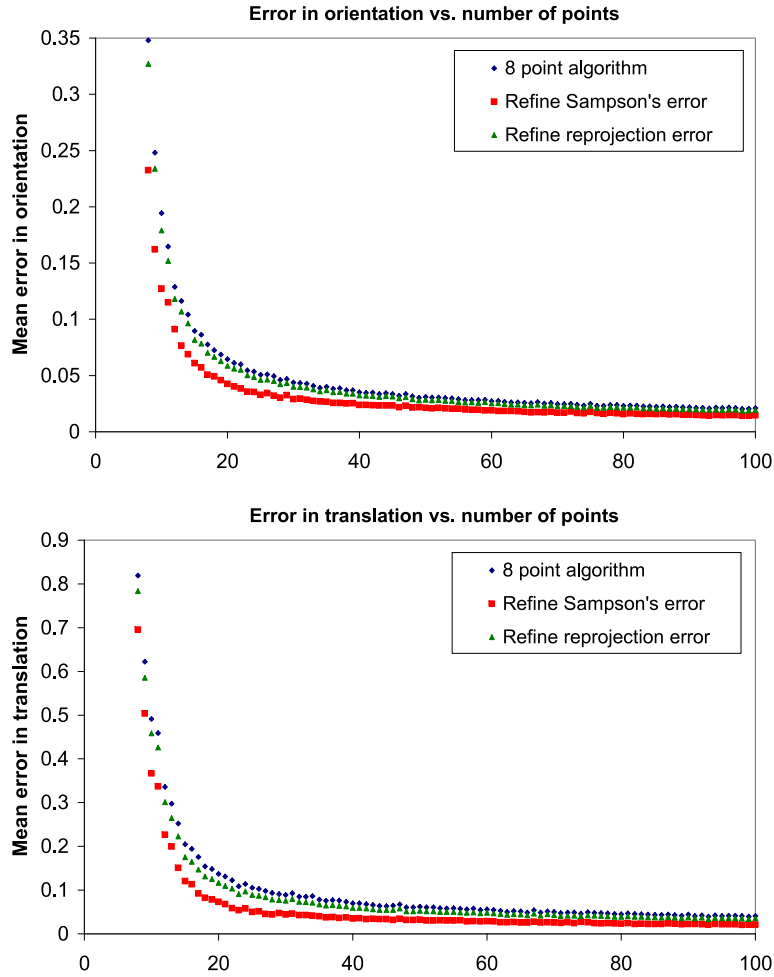 Error in orientation vs. number of points
0.35
0.3
0.25
0.2
0.15
0.1
0.05
0
Mean error in orientation
8 point algorithm
Refine Sampson's error
Refine reprojection error
0 20 40 60 80 100
Error in translation vs. number of points
0.9
0.8
0.7
0.6
0.5
0.4
0.3
0.2
0.1
0
Mean error in translation
8 point algorithm
Refine Sampson's error
Refine reprojection error
0 20 40 60 80 100